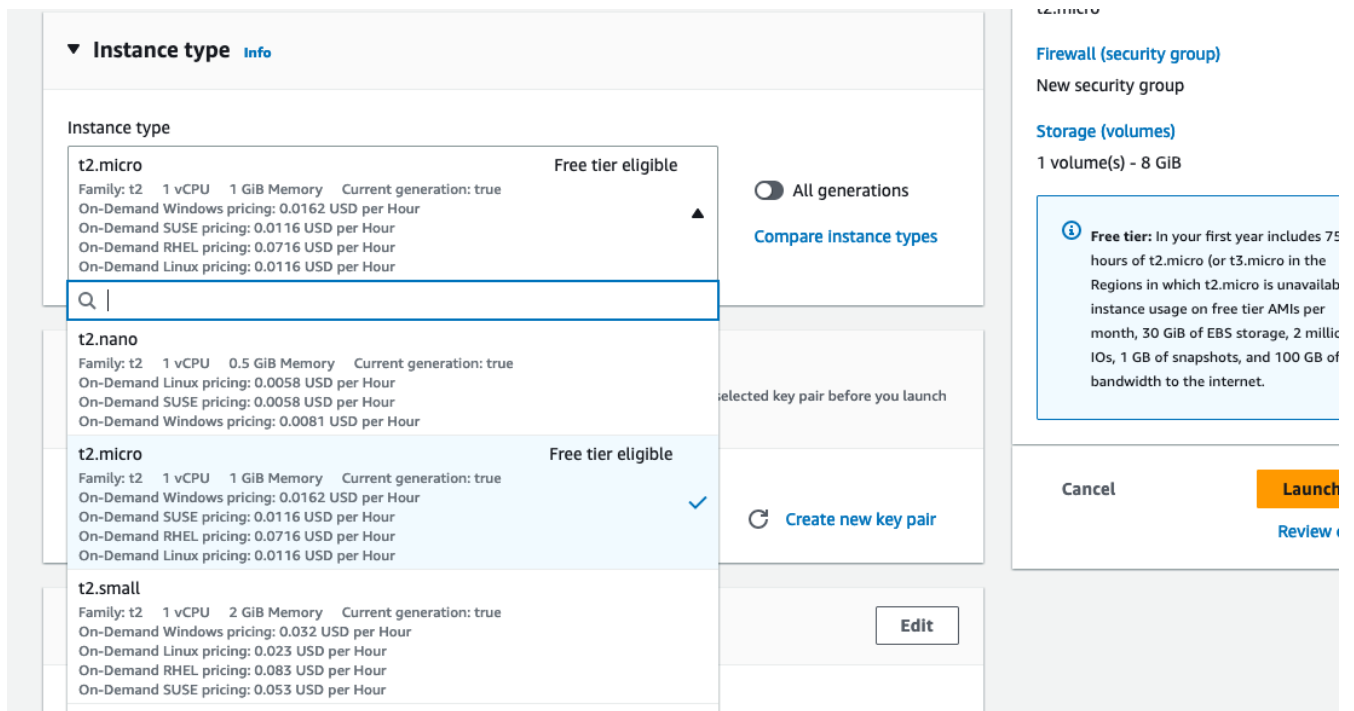 Instance type Info
Instance type
t2.micro Free tier eligible
Family: t2 1 vCPU 1 GiB Memory Current generation: true
On-Demand Windows pricing: 0.0162 USD per Hour
On-Demand SUSE pricing: 0.0116 USD per Hour
On-Demand RHEL pricing: 0.0716 USD per Hour
On-Demand Linux pricing: 0.0116 USD per Hour
All generations
Compare instance types
t2.nano
Family: t2 1 vCPU 0.5 GiB Memory Current generation: true
On-Demand Linux pricing: 0.0058 USD per Hour
On-Demand SUSE pricing: 0.0058 USD per Hour
On-Demand Windows pricing: 0.0081 USD per Hour
t2.micro Free tier eligible
Family: t2 1 vCPU 1 GiB Memory Current generation: true
On-Demand Windows pricing: 0.0162 USD per Hour
On-Demand SUSE pricing: 0.0116 USD per Hour
On-Demand RHEL pricing: 0.0716 USD per Hour
On-Demand Linux pricing: 0.0116 USD per Hour
t2.small
Family: t2 1 vCPU 2 GiB Memory Current generation: true
On-Demand Windows pricing: 0.032 USD per Hour
On-Demand Linux pricing: 0.023 USD per Hour
On-Demand RHEL pricing: 0.083 USD per Hour
On-Demand SUSE pricing: 0.053 USD per Hour
selected key pair before you launch
Create new key pair
Edit
t2.micro
Firewall (security group)
New security group
Storage (volumes)
1 volume(s) - 8 GiB
Free tier: In your first year includes 75
hours of t2.micro (or t3.micro in the
Regions in which t2.micro is unavailab
instance usage on free tier AMIs per
month, 30 GiB of EBS storage, 2 millic
IOs, 1 GB of snapshots, and 100 GB of
bandwidth to the internet.
Cancel
Launch
Review